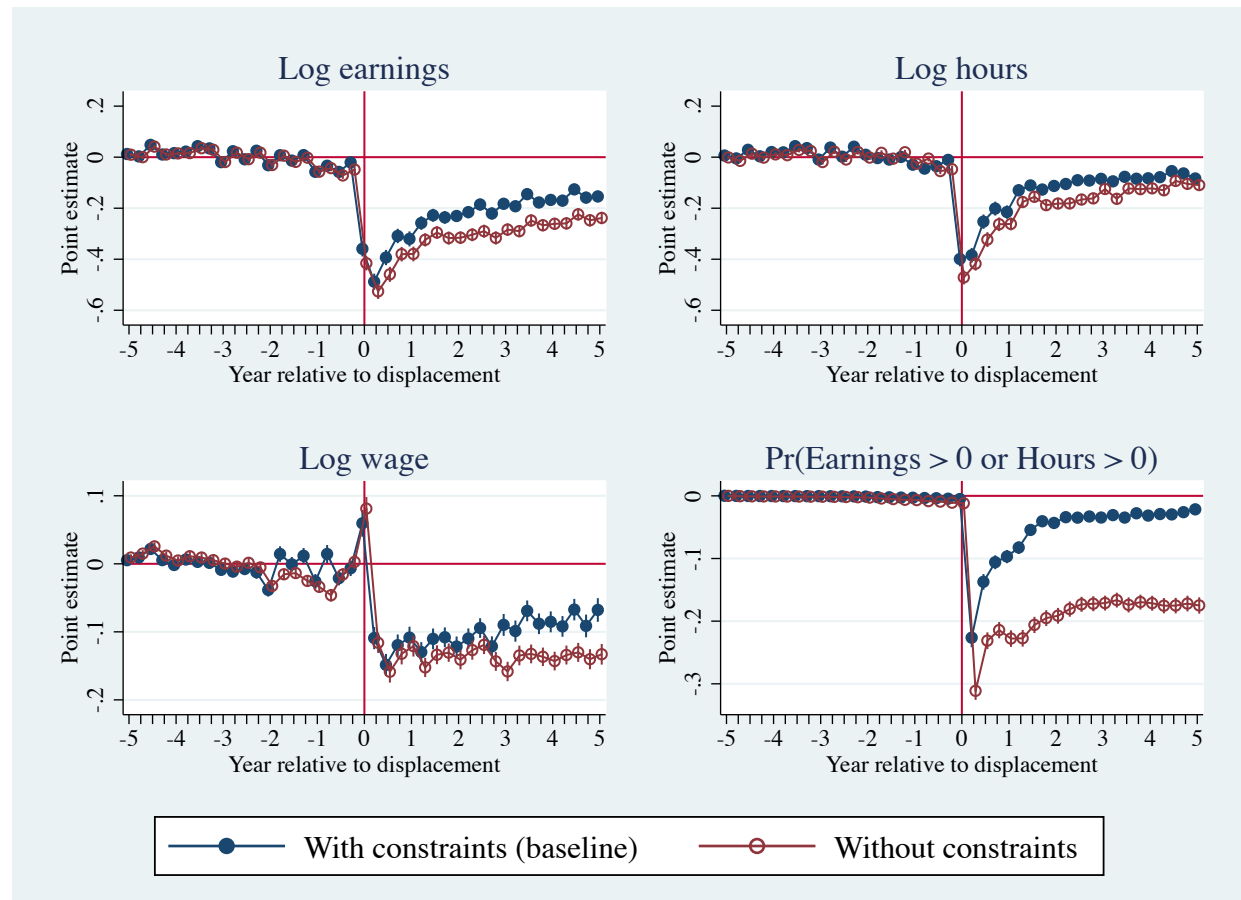 Log earnings
Point estimate
.2
0
-.2
-.4
-.6
-5 -4 -3 -2 -1 0 1 2 3 4 5
Year relative to displacement
Log hours
Point estimate
.2
0
-.2
-.4
-.6
-5 -4 -3 -2 -1 0 1 2 3 4 5
Year relative to displacement
Log wage
Point estimate
.1
0
-.1
-.2
-5 -4 -3 -2 -1 0 1 2 3 4 5
Year relative to displacement
Pr(Earnings > 0 or Hours > 0)
Point estimate
0
-.1
-.2
-.3
-5 -4 -3 -2 -1 0 1 2 3 4 5
Year relative to displacement
With constraints (baseline) Without constraints